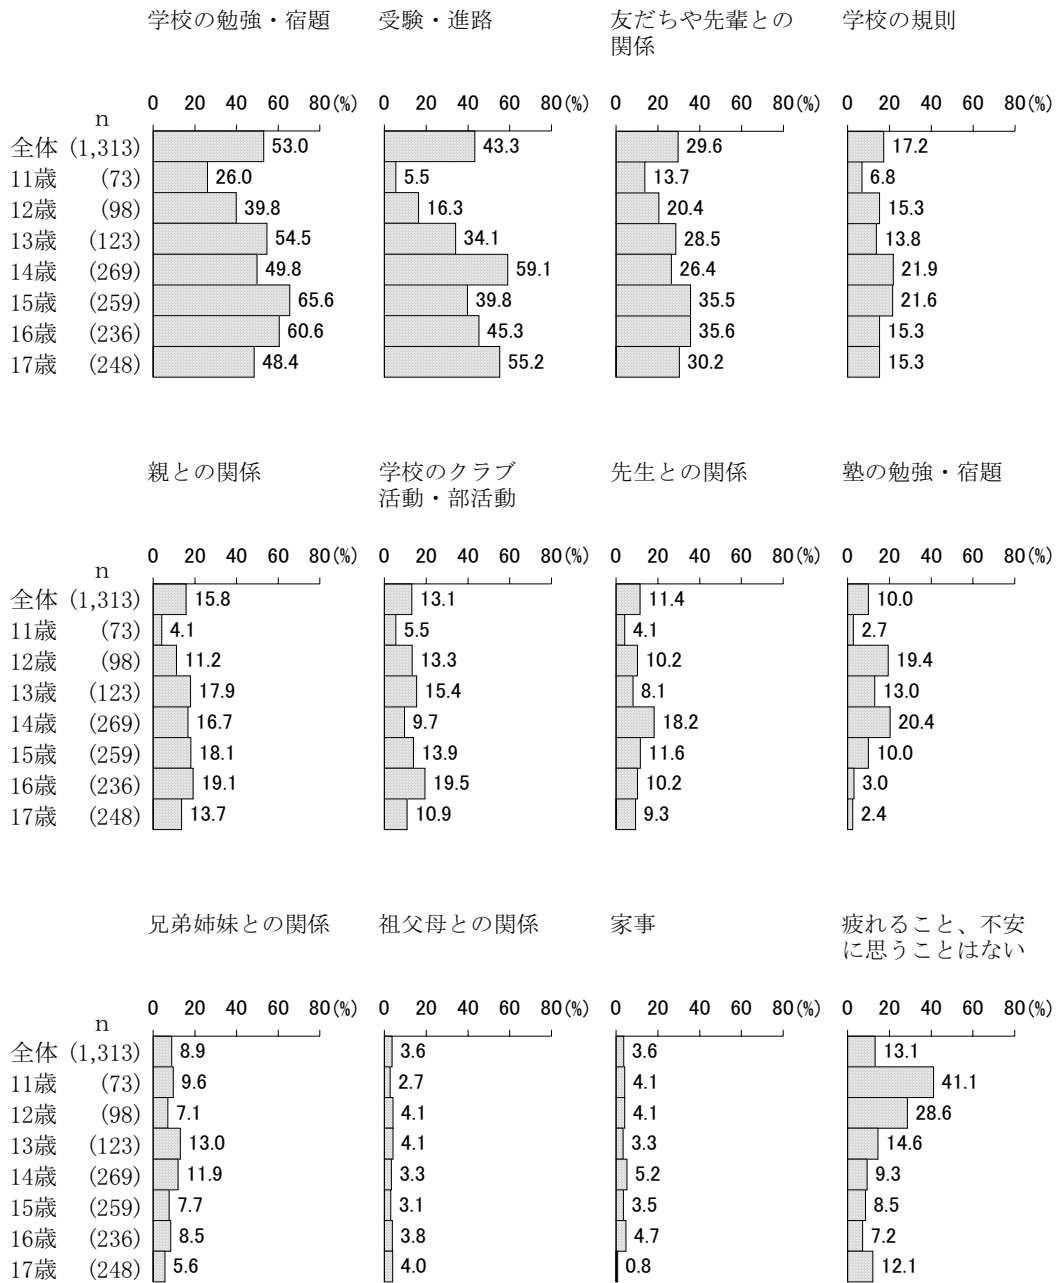 学校の勉強・宿題 受験・進路 友だちや先輩との 学校の規則
関係
0 20 40 60 80(%) 0 20 40 60 80(%) 0 20 40 60 80(%) 0 20 40 60 80(%)
n
全体 (1,313) 53.0 43.3 29.6 17.2
11歳 (73) 26.0 5.5 13.7 6.8
12歳 (98) 39.8 16.3 20.4 15.3
13歳 (123) 54.5 34.1 28.5 13.8
14歳 (269) 49.8 59.1 26.4 21.9
15歳 (259) 65.6 39.8 35.5 21.6
16歳 (236) 60.6 45.3 35.6 15.3
17歳 (248) 48.4 55.2 30.2 15.3
親との関係 学校のクラブ 先生との関係 塾の勉強・宿題
活動・部活動
0 20 40 60 80(%) 0 20 40 60 80(%) 0 20 40 60 80(%) 0 20 40 60 80(%)
n
全体 (1,313) 15.8 13.1 11.4 10.0
11歳 (73) 4.1 5.5 4.1 2.7
12歳 (98) 11.2 13.3 10.2 19.4
13歳 (123) 17.9 15.4 8.1 13.0
14歳 (269) 16.7 9.7 18.2 20.4
15歳 (259) 18.1 13.9 11.6 10.0
16歳 (236) 19.1 19.5 10.2 3.0
17歳 (248) 13.7 10.9 9.3 2.4
兄弟姉妹との関係 祖父母との関係 家事 疲れること、不安
に思うことはない
0 20 40 60 80(%) 0 20 40 60 80(%) 0 20 40 60 80(%) 0 20 40 60 80(%)
n
全体 (1,313) 8.9 3.6 3.6 13.1
11歳 (73) 9.6 2.7 4.1 41.1
12歳 (98) 7.1 4.1 4.1 28.6
13歳 (123) 13.0 4.1 3.3 14.6
14歳 (269) 11.9 3.3 5.2 9.3
15歳 (259) 7.7 3.1 3.5 8.5
16歳 (236) 8.5 3.8 4.7 7.2
17歳 (248) 5.6 4.0 0.8 12.1